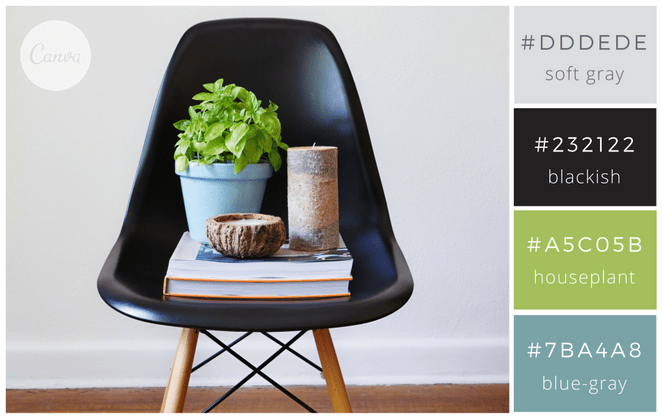 Canva
#DDDEDE
soft gray
#232122
blackish
#A5C05B
houseplant
#7BA4A8
blue-gray